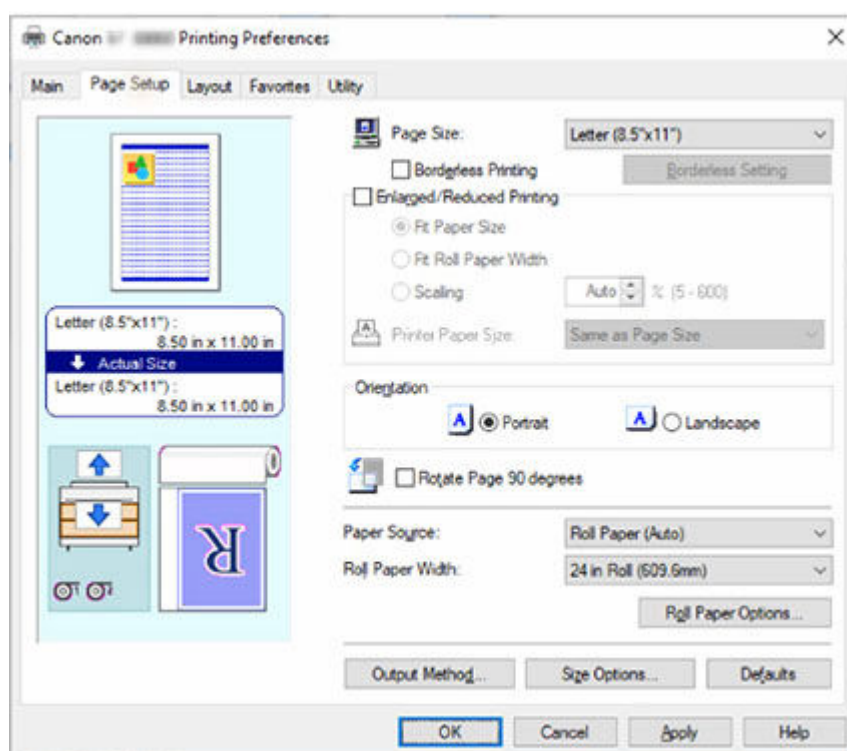 Canon Printing Preferences
Main Page Setup Layout Favorites Utility
Page Size: Letter (8.5"x11")
Borderless Printing Borderless Setting
Enlarged/Reduced Printing
Fit Paper Size
Fit Roll Paper Width
Scaling Auto % (5 - 600)
Printer Paper Size: Same as Page Size
Letter (8.5"x11") :
8.50 in x 11.00 in
Actual Size
Letter (8.5"x11") :
8.50 in x 11.00 in
Orientation
A Portrait A Landscape
Rotate Page 90 degrees
R
Paper Source: Roll Paper (Auto)
Roll Paper Width: 24 in Roll (609.6mm)
Roll Paper Options...
Output Method... Size Options... Defaults
OK Cancel Apply Help